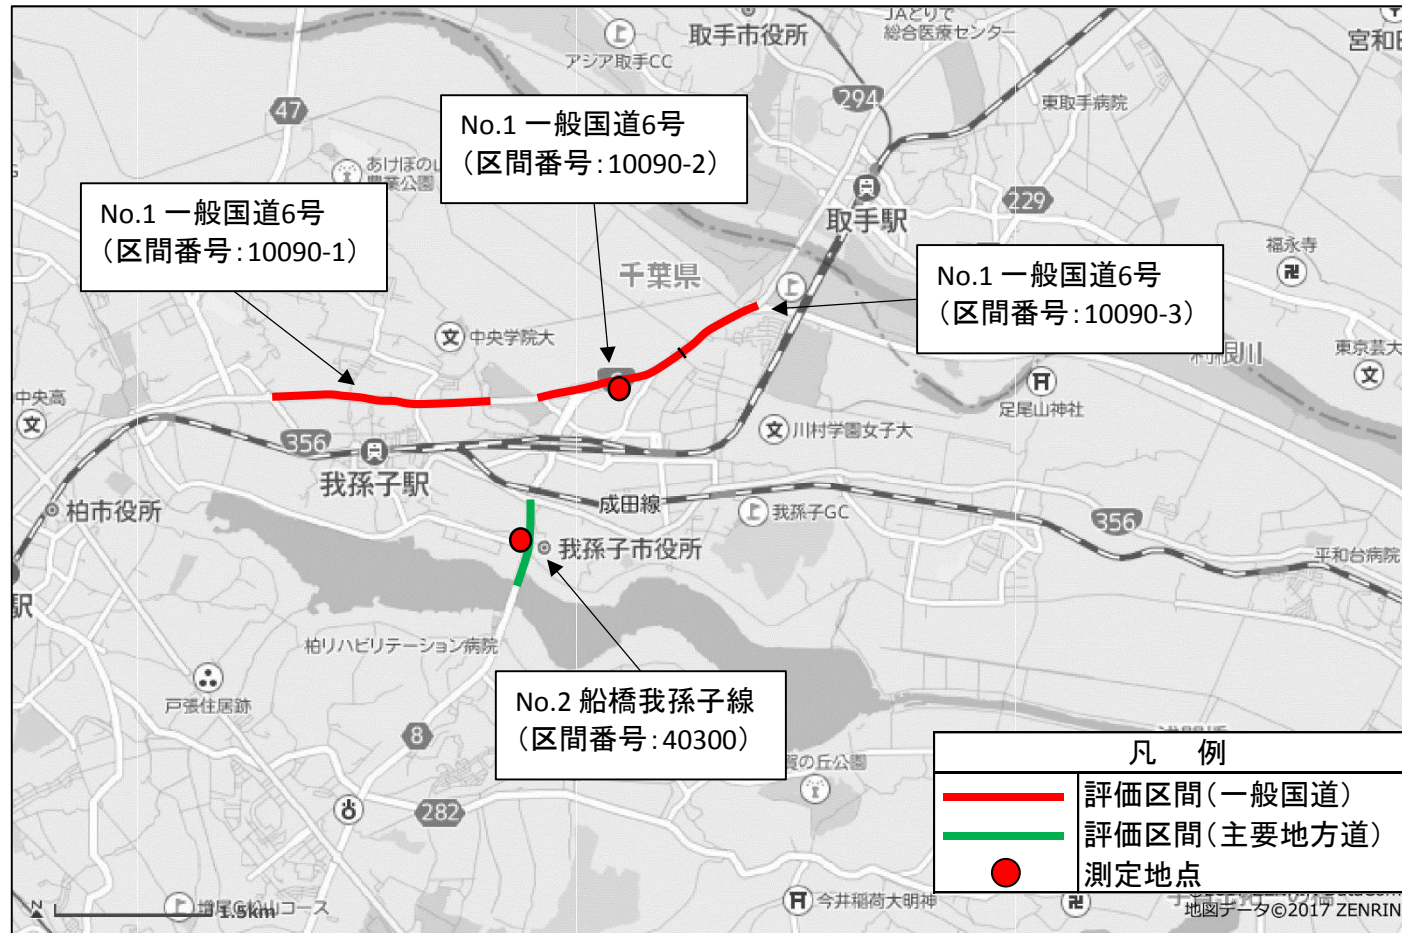 JAとりで
総合医療センター
取手市役所
アジア取手CC
宮和田
47
294
東取手病院
No.1 一般国道6号
（区間番号：10090-2）
あけぼの山
農業公園
No.1 一般国道6号
（区間番号：10090-1）
229
取手駅
福永寺
千葉県
No.1 一般国道6号
（区間番号：10090-3）
中央学院大
利根川
東京芸大
足尾山神社
中央高
356
川村学園女子大
我孫子駅
柏市役所
成田線
我孫子GC
356
我孫子市役所
平和台病院
駅
柏リハビリテーション病院
戸張住居跡
No.2 船橋我孫子線
（区間番号：40300）
8
の丘公園
282
凡 例
評価区間（一般国道）
評価区間（主要地方道）
測定地点
N
1.5km
コース
今井稲荷大明神
地図データ©2017 ZENRIN